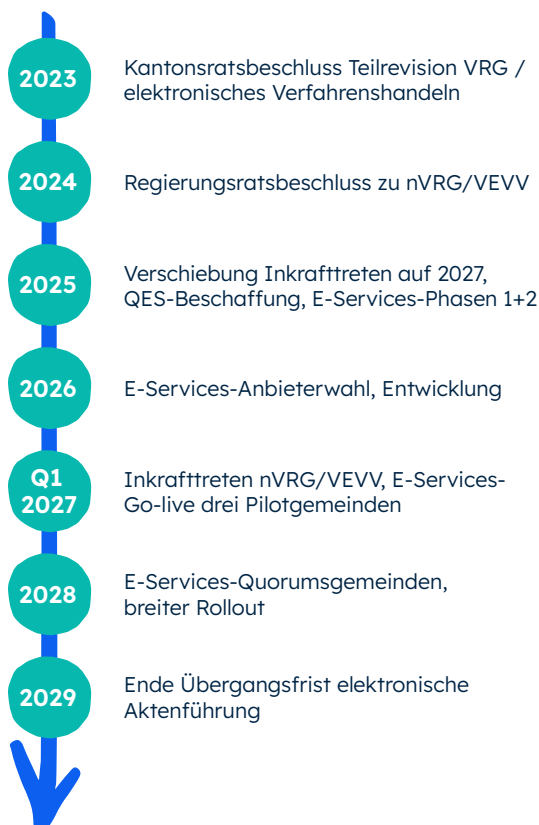 2023
Kantonsratsbeschluss Teilrevision VRG /
elektronisches Verfahrenshandeln
2024
Regierungsratsbeschluss zu nVRG/VEVV
2025
Verschiebung Inkrafttreten auf 2027,
QES-Beschaffung, E-Services-Phasen 1+2
2026
E-Services-Anbieterwahl, Entwicklung
Q1
2027
Inkrafttreten nVRG/VEVV, E-Services-
Go-live drei Pilotgemeinden
2028
E-Services-Quorumsgemeinden,
breiter Rollout
2029
Ende Übergangsfrist elektronische
Aktenführung